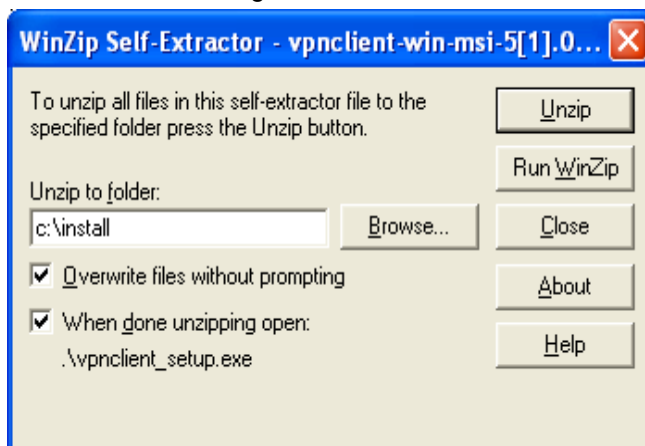 WinZip Self-Extractor - vpnclient-win-msi-5[1].0...
To unzip all files in this self-extractor file to the
specified folder press the Unzip button.
Unzip to folder:
c:\install
Browse...
Overwrite files without prompting
When done unzipping open:
.\vpnclient_setup.exe
Unzip
Run WinZip
Close
About
Help